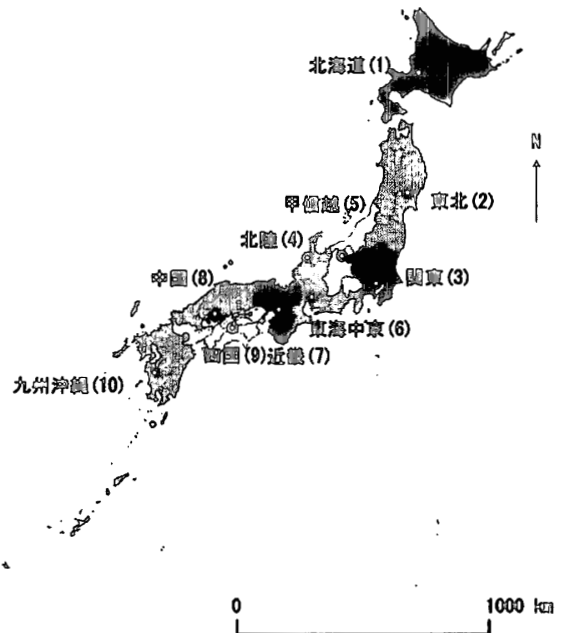 北海道(1)
N
甲信越(5)
東北(2)
北陸(4)
中国(8)
関東(3)
東海中京(6)
四国(9)近畿(7)
九州沖縄(10)
0
1000 km